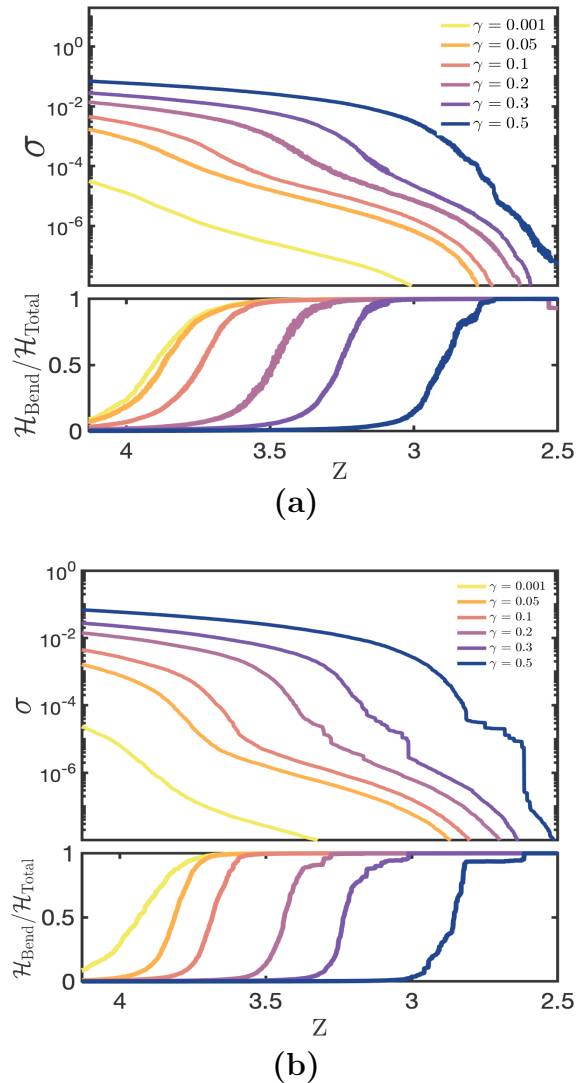 10^0
10^-2
10^-4
10^-6
σ
γ = 0.001
γ = 0.05
γ = 0.1
γ = 0.2
γ = 0.3
γ = 0.5
1
0.5
0
ℋ_Bend/ℋ_Total
4 3.5 3 2.5
Z
(a)
10^0
10^-2
10^-4
10^-6
σ
γ = 0.001
γ = 0.05
γ = 0.1
γ = 0.2
γ = 0.3
γ = 0.5
1
0.5
0
ℋ_Bend/ℋ_Total
4 3.5 3 2.5
Z
(b)